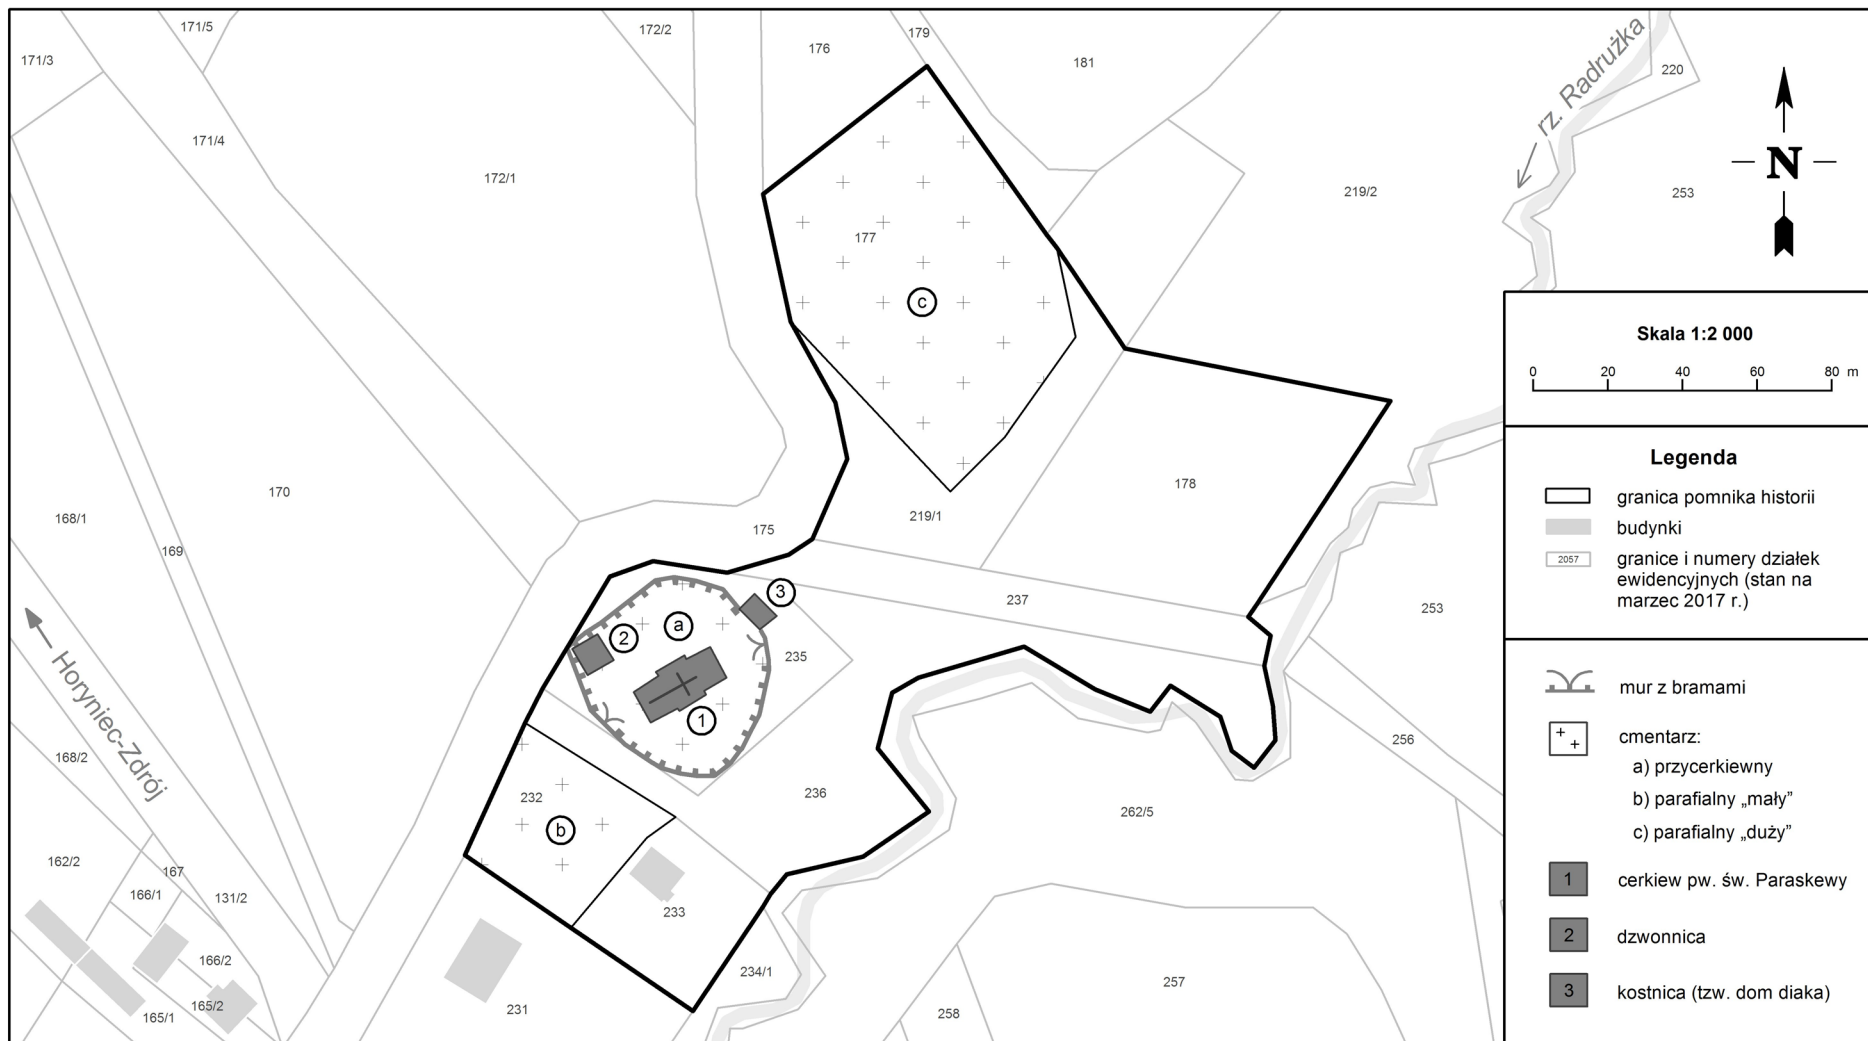 171/5
172/2
176
179
181
171/3
220
rz. Radrużka
171/4
172/1
219/2
253
N
177
c
Skala 1:2 000
0 20 40 60 80 m
Legenda
granica pomnika historii
budynki
2057 granice i numery działek
ewidencyjnych (stan na
marzec 2017 r.)
170
178
168/1
169
175
219/1
237
253
3
a
2
235
1
Horyniec-Zdrój
168/2
232
b
236
262/5
256
162/2
167
166/1
131/2
233
166/2
234/1
165/2
165/1
231
257
258
mur z bramami
cmentarz:
a) przycerkiewny
b) parafialny „mały”
c) parafialny „duży”
1 cerkiew pw. św. Paraskewy
2 dzwonnica
3 kostnica (tzw. dom diaka)